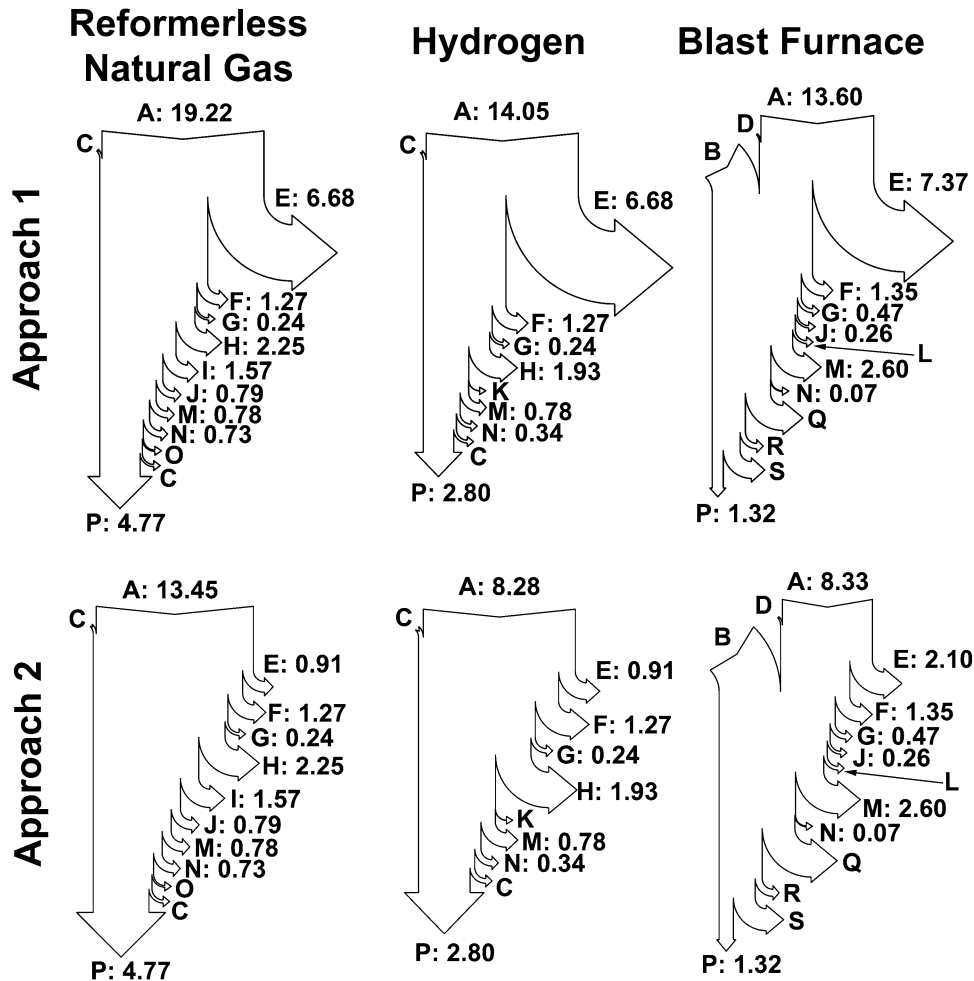 Reformerless
Natural Gas
Hydrogen
Blast Furnace
Approach 1
A: 19.22
C
E: 6.68
F: 1.27
G: 0.24
H: 2.25
I: 1.57
J: 0.79
M: 0.78
N: 0.73
O
C
P: 4.77
A: 14.05
C
E: 6.68
F: 1.27
G: 0.24
H: 1.93
K
M: 0.78
N: 0.34
C
P: 2.80
A: 13.60
D
B
E: 7.37
F: 1.35
G: 0.47
J: 0.26
L
M: 2.60
N: 0.07
Q
R
S
P: 1.32
Approach 2
A: 13.45
C
E: 0.91
F: 1.27
G: 0.24
H: 2.25
I: 1.57
J: 0.79
M: 0.78
N: 0.73
O
C
P: 4.77
A: 8.28
C
E: 0.91
F: 1.27
G: 0.24
H: 1.93
K
M: 0.78
N: 0.34
C
P: 2.80
A: 8.33
D
B
E: 2.10
F: 1.35
G: 0.47
J: 0.26
L
M: 2.60
N: 0.07
Q
R
S
P: 1.32